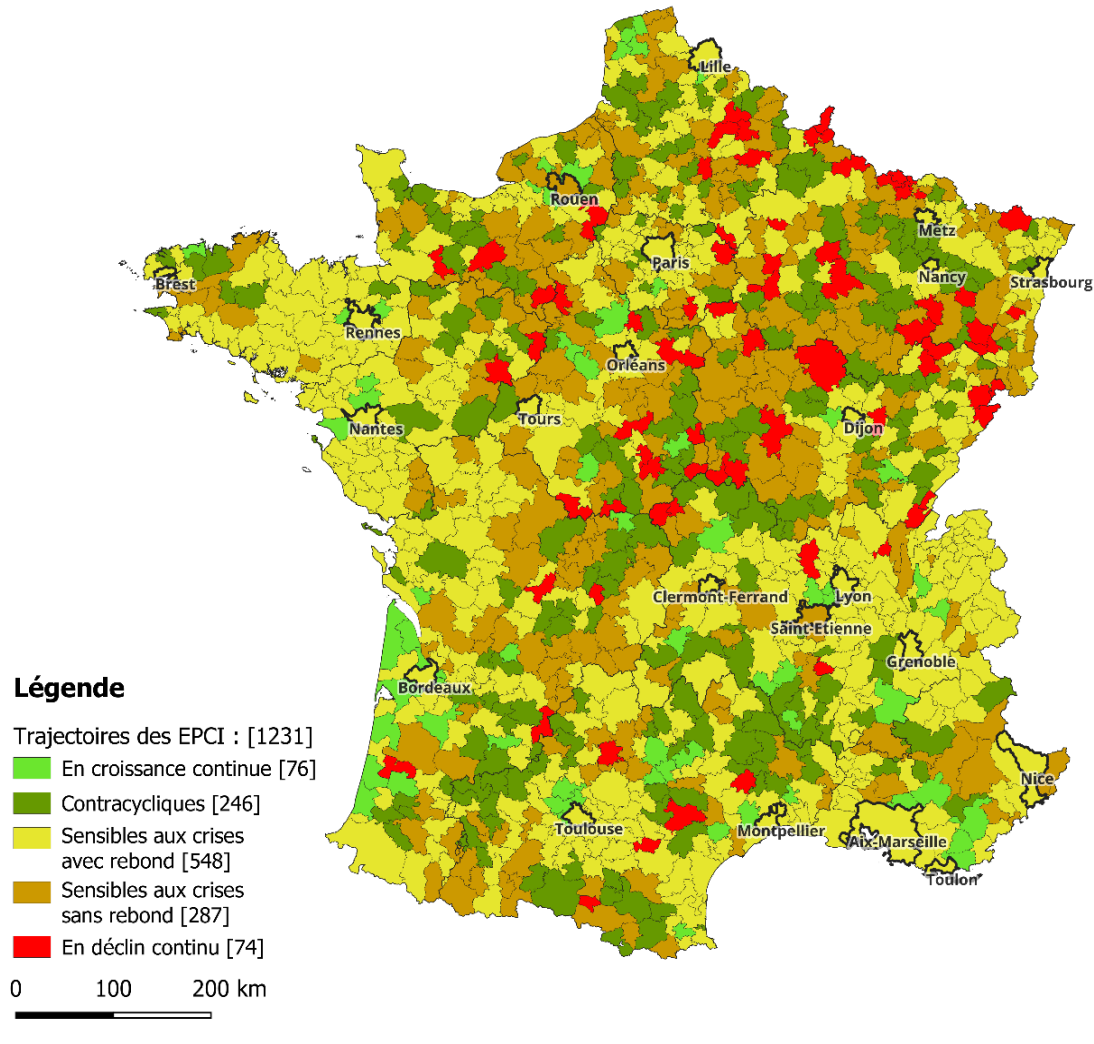 Lille
Rouen
Metz
Paris
Nancy
Strasbourg
Brest
Rennes
Orléans
Nantes
Tours
Dijon
Clermont-Ferrand
Lyon
Saint-Etienne
Grenoble
Bordeaux
Nice
Toulouse
Montpellier
Aix-Marseille
Toulon
Légende
Trajectoires des EPCI : [1231]
En croissance continue [76]
Contracycliques [246]
Sensibles aux crises
avec rebond [548]
Sensibles aux crises
sans rebond [287]
En déclin continu [74]
0 100 200 km